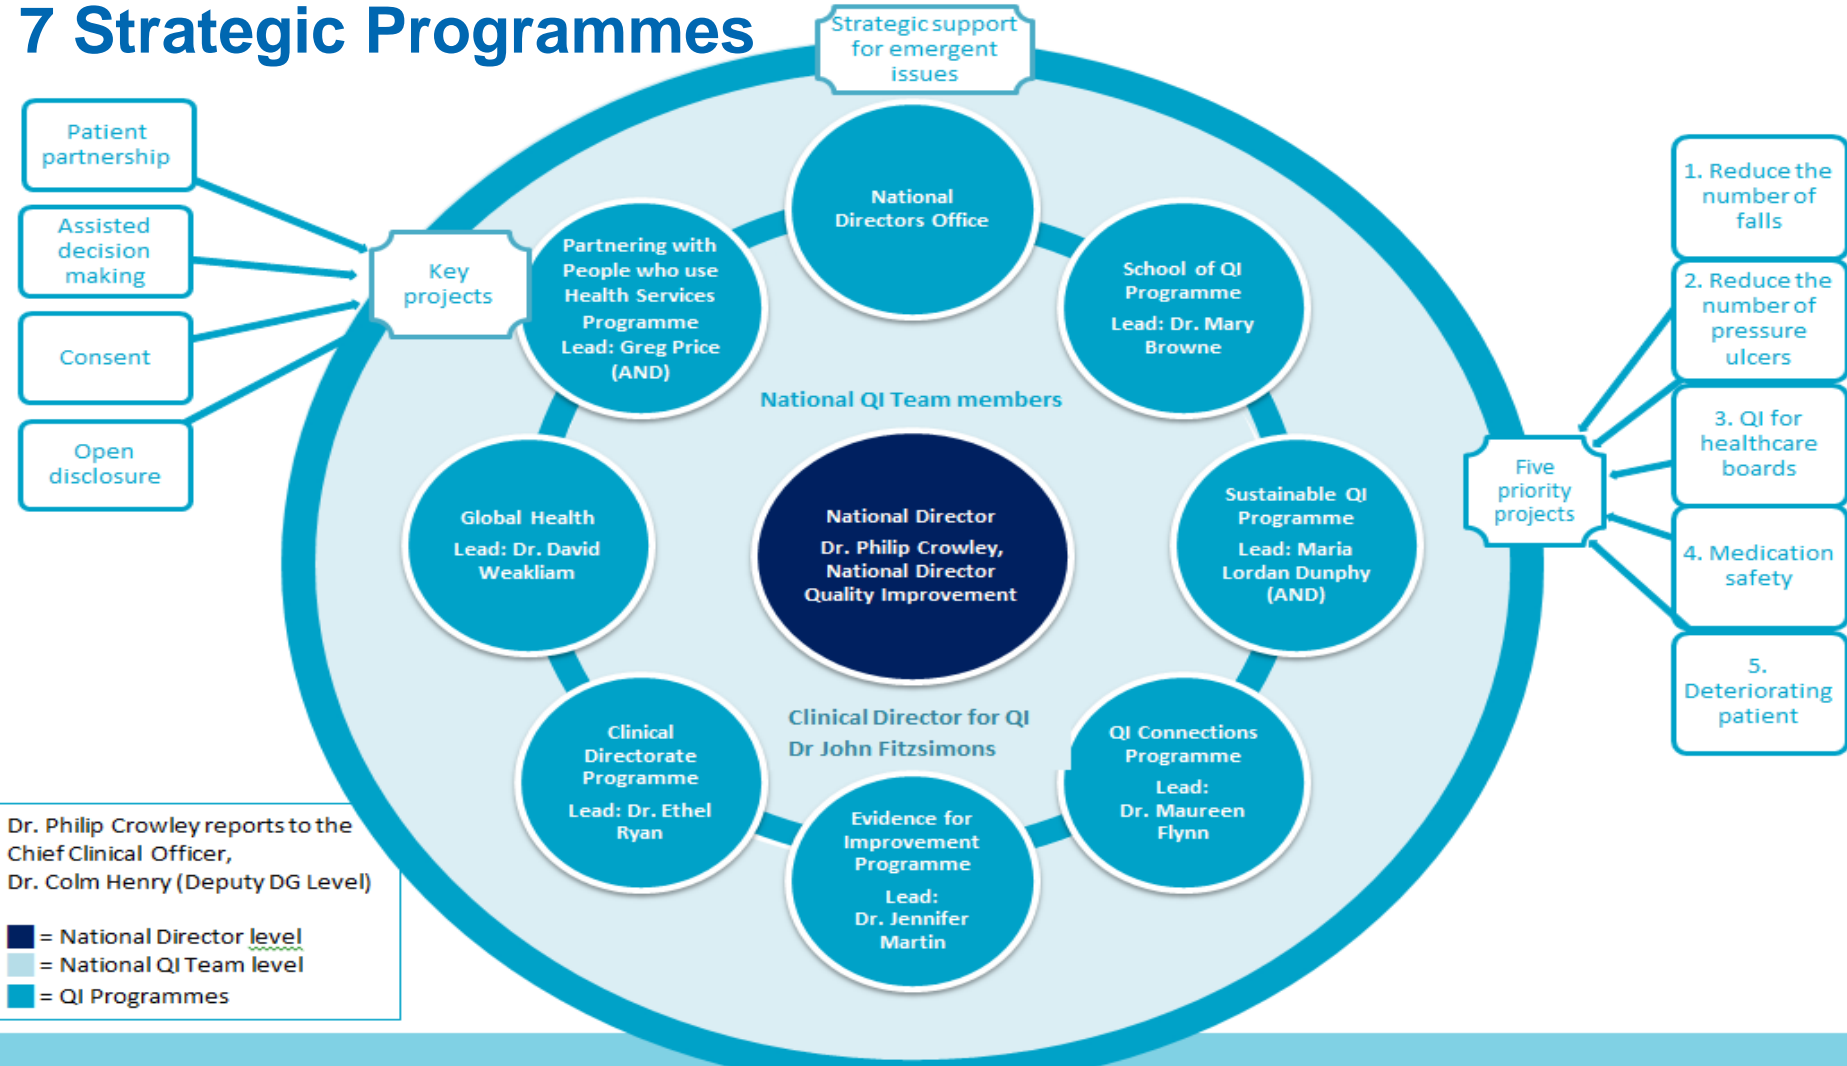 7 Strategic Programmes
Strategic support
for emergent
issues
Patient
partnership
Assisted
decision
making
Consent
Open
disclosure
Key
projects
National
Directors Office
Partnering with
People who use
Health Services
Programme
Lead: Greg Price
(AND)
School of QI
Programme
Lead: Dr. Mary
Browne
National QI Team members
Global Health
Lead: Dr. David
Weakliam
National Director
Dr. Philip Crowley,
National Director
Quality Improvement
Sustainable QI
Programme
Lead: Maria
Lordan Dunphy
(AND)
Clinical Director for QI
Dr John Fitzsimons
Clinical
Directorate
Programme
Lead: Dr. Ethel
Ryan
Evidence for
Improvement
Programme
Lead:
Dr. Jennifer
Martin
QI Connections
Programme
Lead:
Dr. Maureen
Flynn
Five
priority
projects
1. Reduce the
number of
falls
2. Reduce the
number of
pressure
ulcers
3. QI for
healthcare
boards
4. Medication
safety
5.
Deteriorating
patient
Dr. Philip Crowley reports to the
Chief Clinical Officer,
Dr. Colm Henry (Deputy DG Level)
= National Director level
= National QI Team level
= QI Programmes